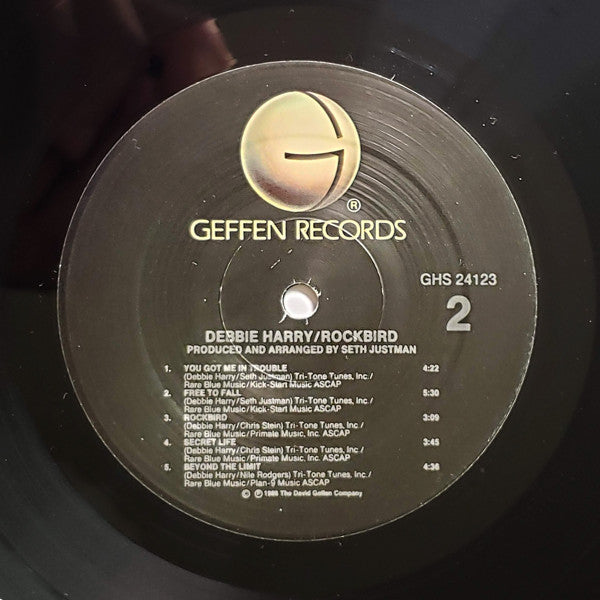 G
®
GEFFEN RECORDS
GHS 24123
2
DEBBIE HARRY/ROCKBIRD
PRODUCED AND ARRANGED BY SETH JUSTMAN
1. YOU GOT ME IN TROUBLE 4:22
(Debbie Harry/Seth Justman) Tri-Tone Tunes, Inc./
Rare Blue Music/Kick-Start Music ASCAP
2. FREE TO FALL 5:30
(Debbie Harry/Seth Justman) Tri-Tone Tunes, Inc./
Rare Blue Music/Kick-Start Music ASCAP
3. ROCKBIRD 3:09
(Debbie Harry/Chris Stein) Tri-Tone Tunes, Inc./
Rare Blue Music/Primate Music, Inc. ASCAP
4. SECRET LIFE 3:45
(Debbie Harry/Chris Stein) Tri-Tone Tunes, Inc./
Rare Blue Music/Primate Music, Inc. ASCAP
5. BEYOND THE LIMIT 4:36
(Debbie Harry/Nile Rodgers) Tri-Tone Tunes, Inc./
Rare Blue Music/Plan-9 Music ASCAP
© ℗ 1986 The David Geffen Company